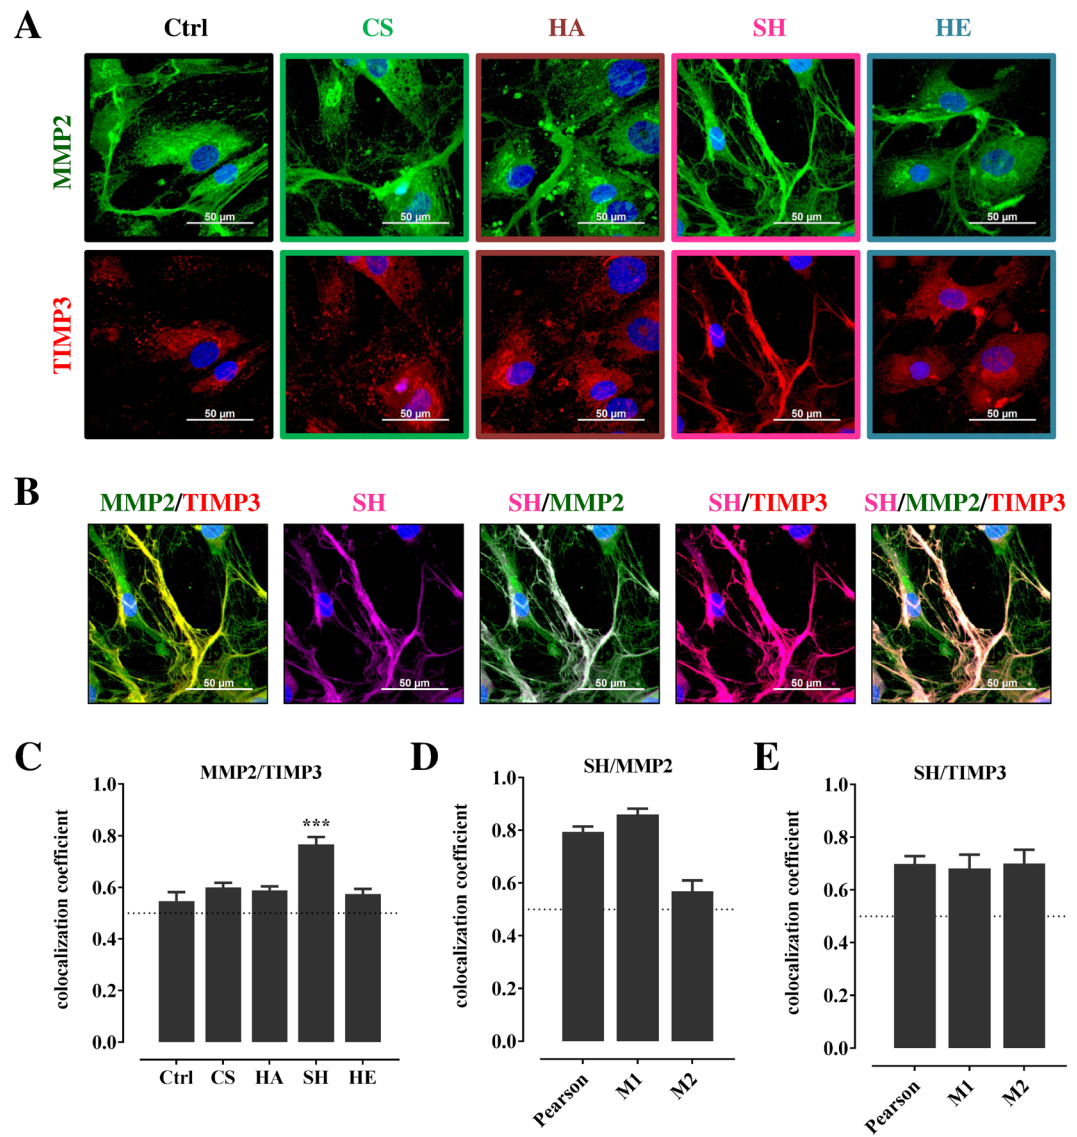 A
Ctrl CS HA SH HE
MMP2
50 µm 50 µm 50 µm 50 µm 50 µm
TIMP3
50 µm 50 µm 50 µm 50 µm 50 µm
B
MMP2/TIMP3 SH SH/MMP2 SH/TIMP3 SH/MMP2/TIMP3
50 µm 50 µm 50 µm 50 µm 50 µm
C
MMP2/TIMP3
colocalization coefficient
1.0
0.8
0.6
0.4
0.2
0.0
***
Ctrl CS HA SH HE
D
SH/MMP2
colocalization coefficient
1.0
0.8
0.6
0.4
0.2
0.0
Pearson M1 M2
E
SH/TIMP3
colocalization coefficient
1.0
0.8
0.6
0.4
0.2
0.0
Pearson M1 M2